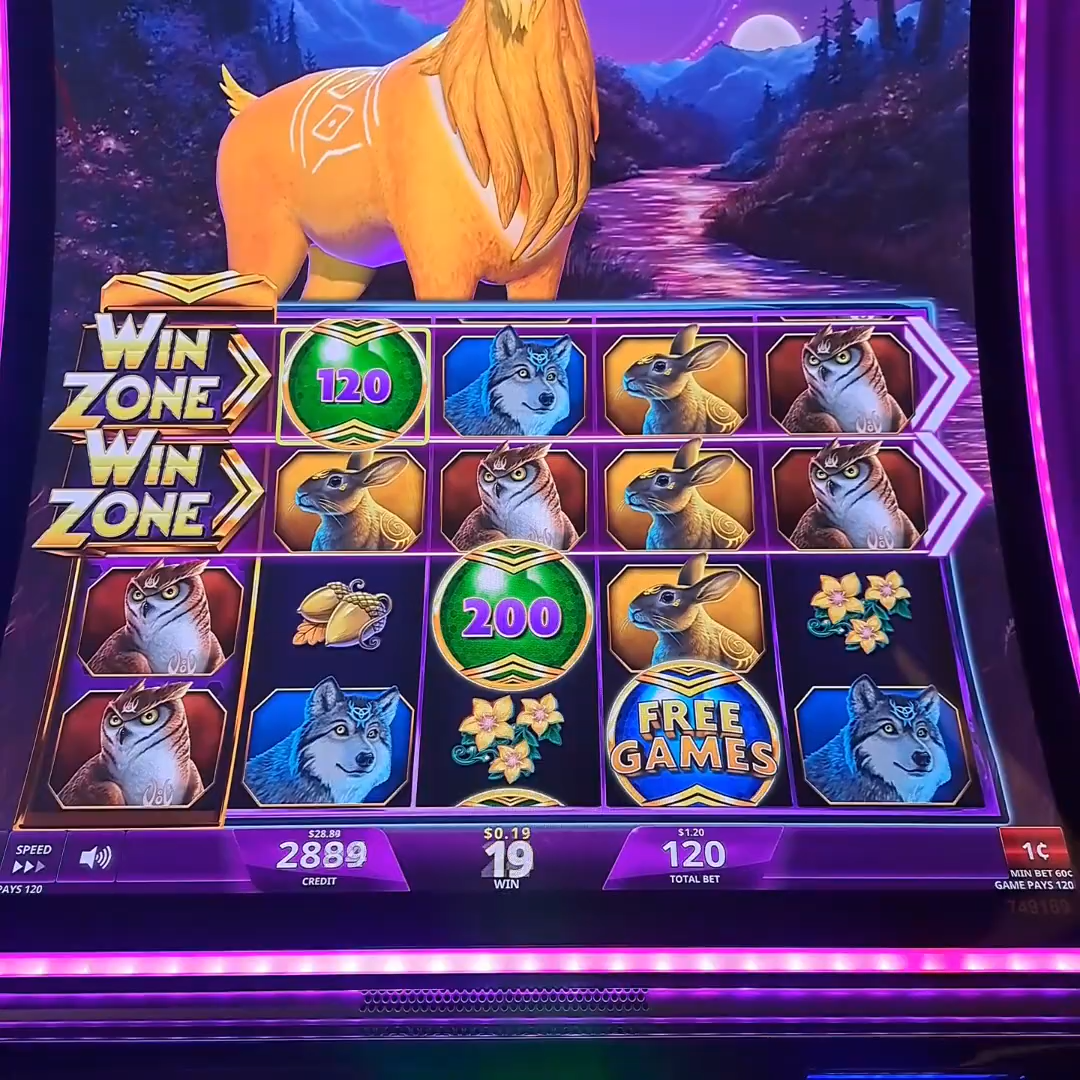 WIN
ZONE
120
WIN
ZONE
200
FREE
GAMES
SPEED
PAYS 120
$28.89
2889
CREDIT
$0.19
19
WIN
$1.20
120
TOTAL BET
1¢
MIN BET 60¢
GAME PAYS 120
749189